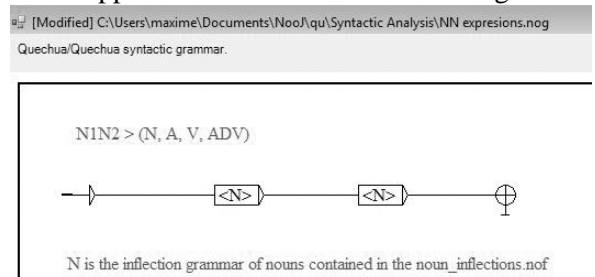 [Modified] C:\Users\maxime\Documents\NooJ\qu\Syntactic Analysis\NN expresions.nog
Quechua/Quechua syntactic grammar.
N1N2 > (N, A, V, ADV)
<N> <N>
N is the inflection grammar of nouns contained in the noun_inflections.nof